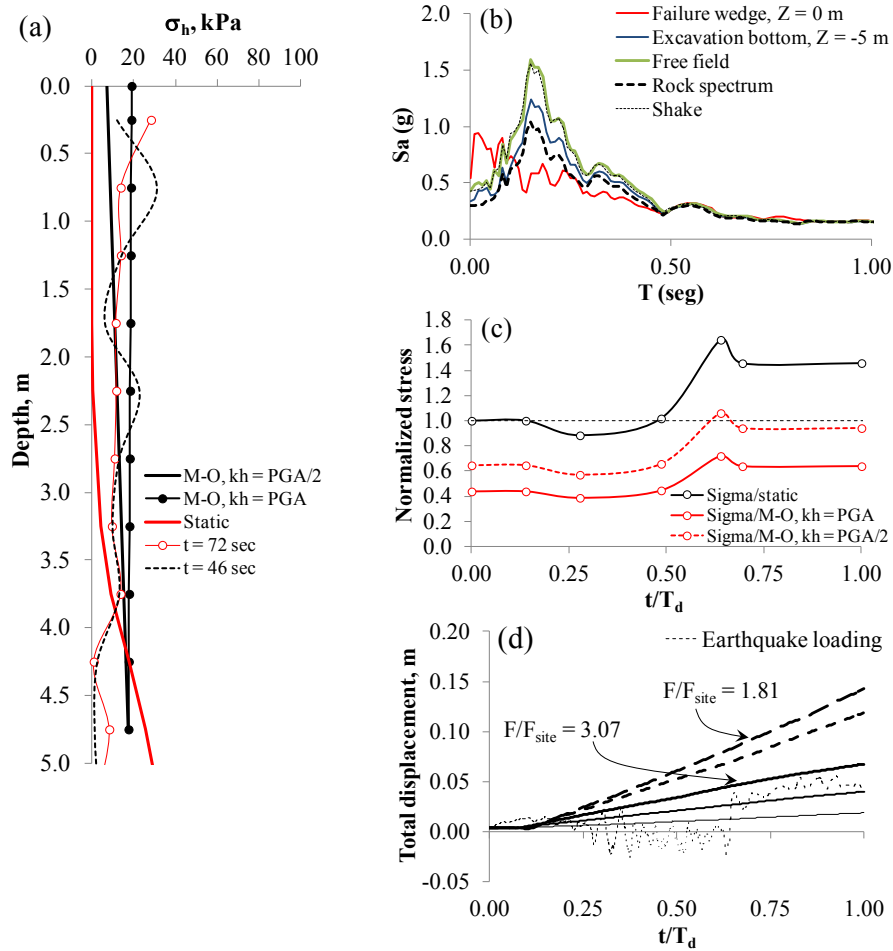 (a)
σh, kPa
0 20 40 60 80 100
0.0
0.5
1.0
1.5
2.0
2.5
3.0
3.5
4.0
4.5
5.0
Depth, m
M-O, kh = PGA/2
M-O, kh = PGA
Static
t = 72 sec
t = 46 sec
(b)
Failure wedge, Z = 0 m
Excavation bottom, Z = -5 m
Free field
Rock spectrum
Shake
2.0
1.5
1.0
0.5
0.0
Sa (g)
0.00 0.50 1.00
T (seg)
(c)
1.8
1.6
1.4
1.2
1.0
0.8
0.6
0.4
0.2
0.0
Normalized stress
Sigma/static
Sigma/M-O, kh = PGA
Sigma/M-O, kh = PGA/2
0.00 0.25 0.50 0.75 1.00
t/Td
(d)
Earthquake loading
0.20
0.15
0.10
0.05
0.00
-0.05
Total displacement, m
F/Fsite = 1.81
F/Fsite = 3.07
0.00 0.25 0.50 0.75 1.00
t/Td